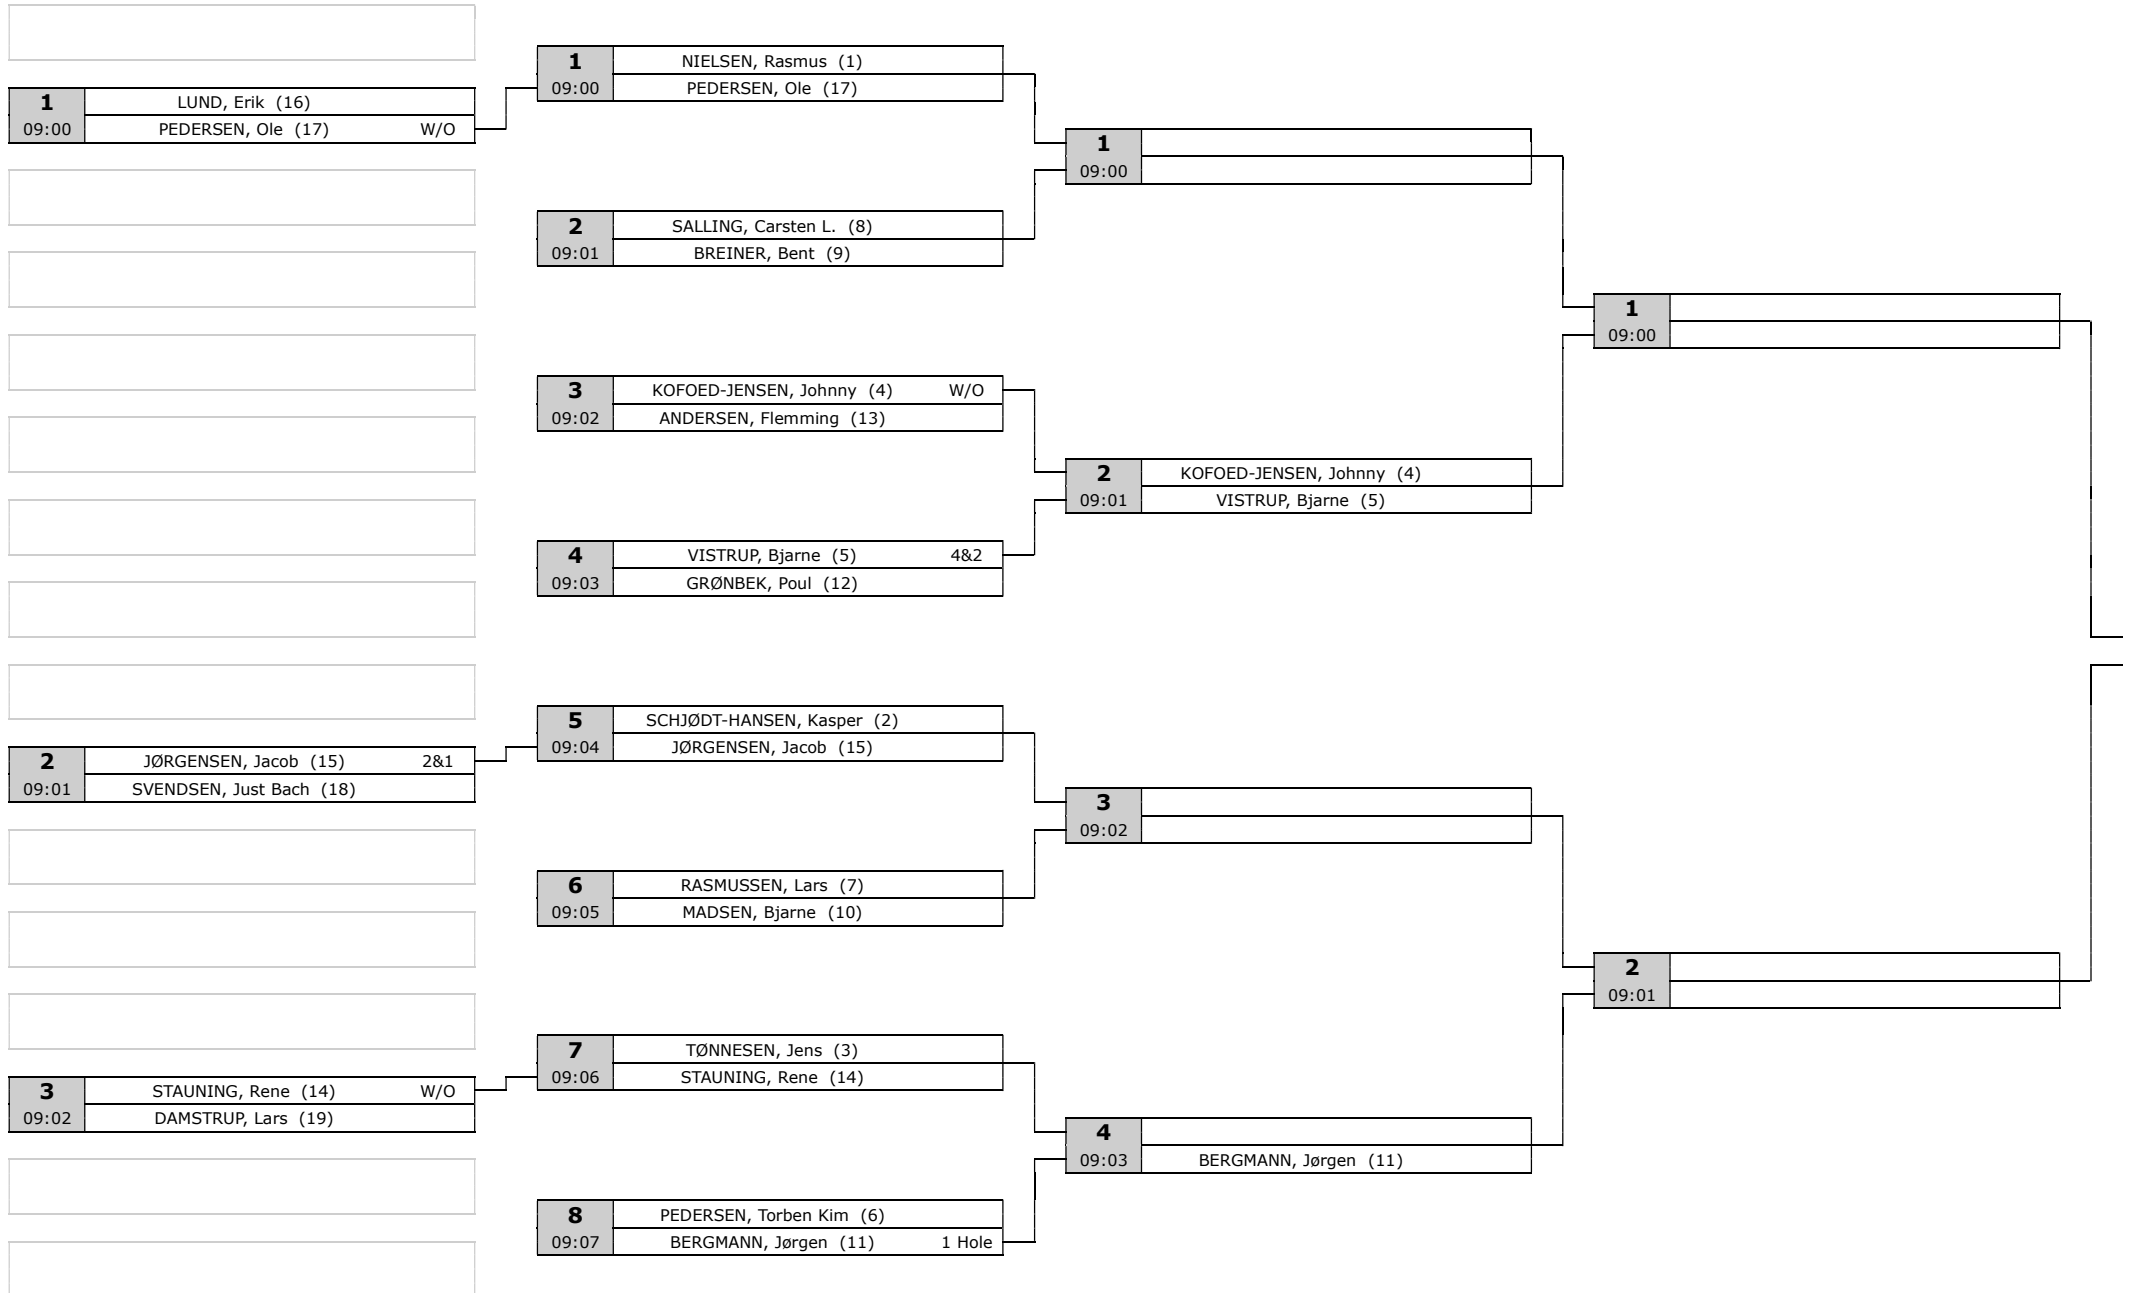 1 LUND, Erik (16)
09:00 PEDERSEN, Ole (17) W/O
2 JØRGENSEN, Jacob (15) 2&1
09:01 SVENDSEN, Just Bach (18)
3 STAUNING, Rene (14) W/O
09:02 DAMSTRUP, Lars (19)
1 NIELSEN, Rasmus (1)
09:00 PEDERSEN, Ole (17)
2 SALLING, Carsten L. (8)
09:01 BREINER, Bent (9)
3 KOFOED-JENSEN, Johnny (4) W/O
09:02 ANDERSEN, Flemming (13)
4 VISTRUP, Bjarne (5) 4&2
09:03 GRØNBEK, Poul (12)
5 SCHJØDT-HANSEN, Kasper (2)
09:04 JØRGENSEN, Jacob (15)
6 RASMUSSEN, Lars (7)
09:05 MADSEN, Bjarne (10)
7 TØNNESEN, Jens (3)
09:06 STAUNING, Rene (14)
8 PEDERSEN, Torben Kim (6)
09:07 BERGMANN, Jørgen (11) 1 Hole
1
09:00
2 KOFOED-JENSEN, Johnny (4)
09:01 VISTRUP, Bjarne (5)
3
09:02
4
09:03 BERGMANN, Jørgen (11)
1
09:00
2
09:01